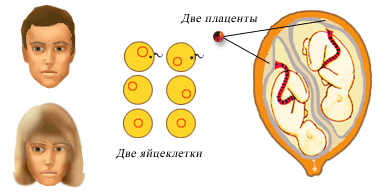 Две плаценты
Две яйцеклетки